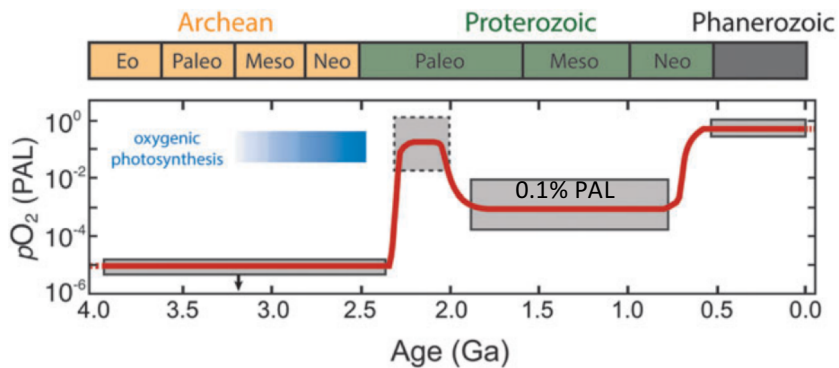 Archean Proterozoic Phanerozoic
Eo Paleo Meso Neo Paleo Meso Neo
10⁰
oxygenic
photosynthesis
0.1% PAL
10⁻²
10⁻⁴
10⁻⁶
pO₂ (PAL)
4.0 3.5 3.0 2.5 2.0 1.5 1.0 0.5 0.0
Age (Ga)